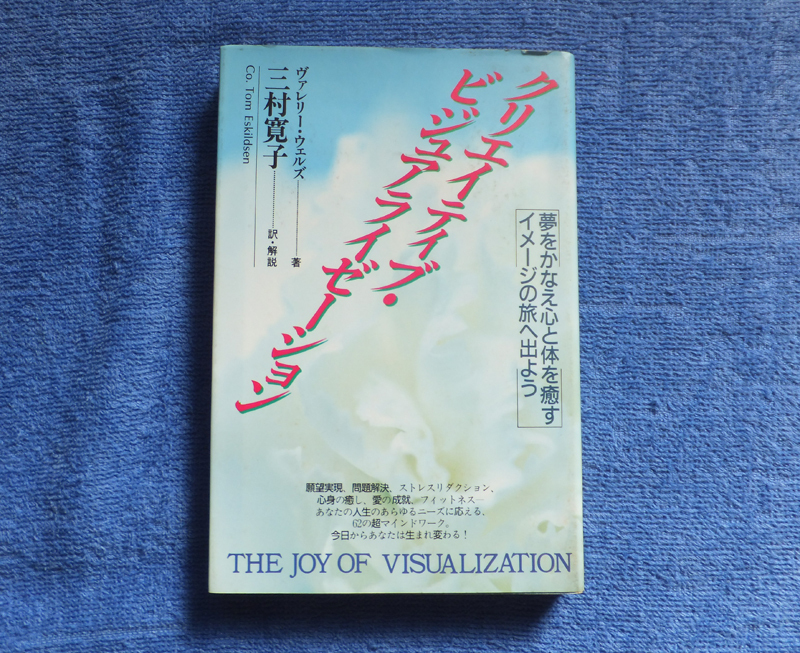 クリエイティブ・
ビジュアライゼーション
夢をかなえ心と体を癒す
イメージの旅へ出よう
ヴァレリー・ウェルズ 著
三村寛子 訳・解説
Co. Tom Eskildsen
願望実現、問題解決、ストレスリダクション、
心身の癒し、愛の成就、フィットネス─
あなたの人生のあらゆるニーズに応える、
62の超マインドワーク。
今日からあなたは生まれ変わる!
THE JOY OF VISUALIZATION